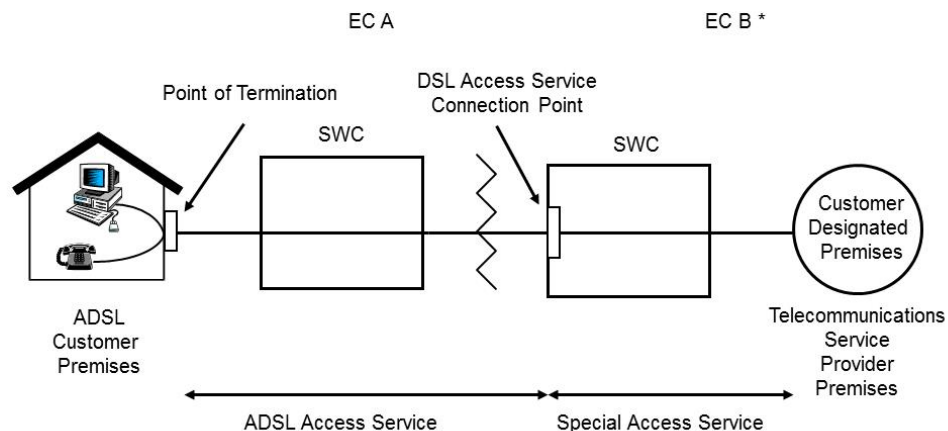 EC A
EC B *
Point of Termination
DSL Access Service
Connection Point
SWC
SWC
Customer
Designated
Premises
ADSL
Customer
Premises
Telecommunications
Service
Provider
Premises
ADSL Access Service
Special Access Service